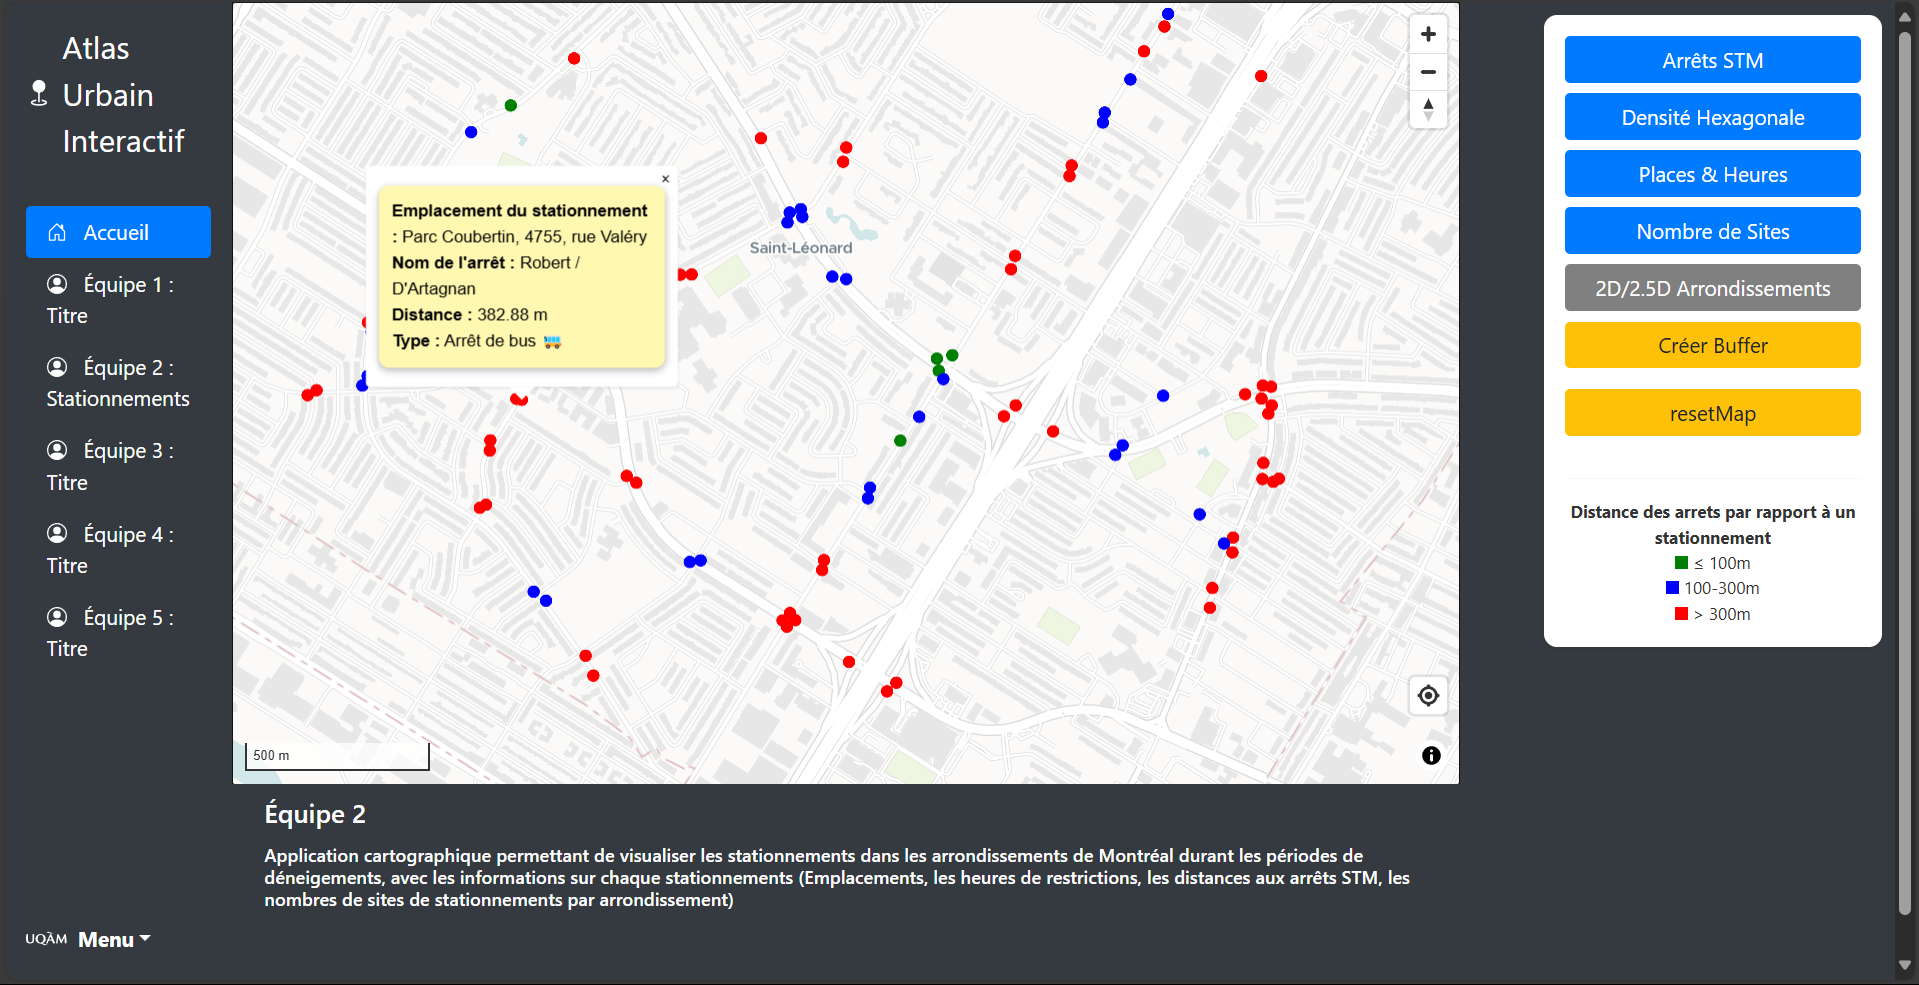 Atlas
Urbain
Interactif
Accueil
Équipe 1 :
Titre
Équipe 2 :
Stationnements
Équipe 3 :
Titre
Équipe 4 :
Titre
Équipe 5 :
Titre
UQÀM Menu
×
Emplacement du stationnement
: Parc Coubertin, 4755, rue Valéry
Nom de l'arrêt : Robert /
D'Artagnan
Distance : 382.88 m
Type : Arrêt de bus
Saint-Léonard
500 m
Équipe 2
Application cartographique permettant de visualiser les stationnements dans les arrondissements de Montréal durant les périodes de
déneigements, avec les informations sur chaque stationnements (Emplacements, les heures de restrictions, les distances aux arrêts STM, les
nombres de sites de stationnements par arrondissement)
Arrêts STM
Densité Hexagonale
Places & Heures
Nombre de Sites
2D/2.5D Arrondissements
Créer Buffer
resetMap
Distance des arrets par rapport à un
stationnement
≤ 100m
100-300m
> 300m